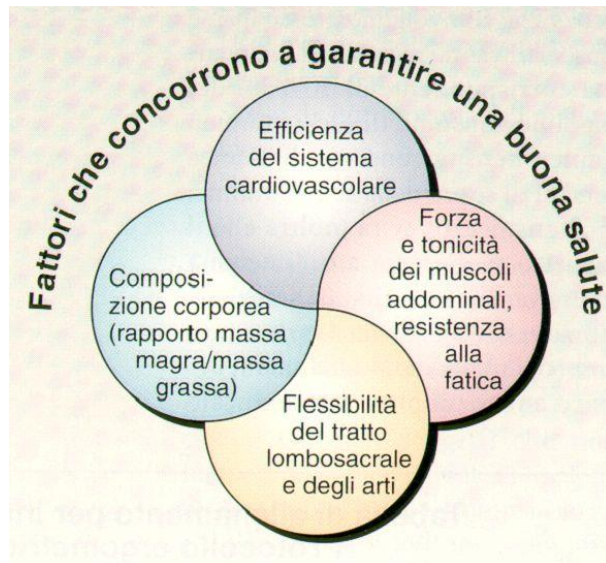 Fattori che concorrono a garantire una buona salute
Efficienza
del sistema
cardiovascolare
Forza
e tonicità
dei muscoli
addominali,
resistenza
alla
fatica
Composi-
zione corporea
(rapporto massa
magra/massa
grassa)
Flessibilità
del tratto
lombosacrale
e degli arti